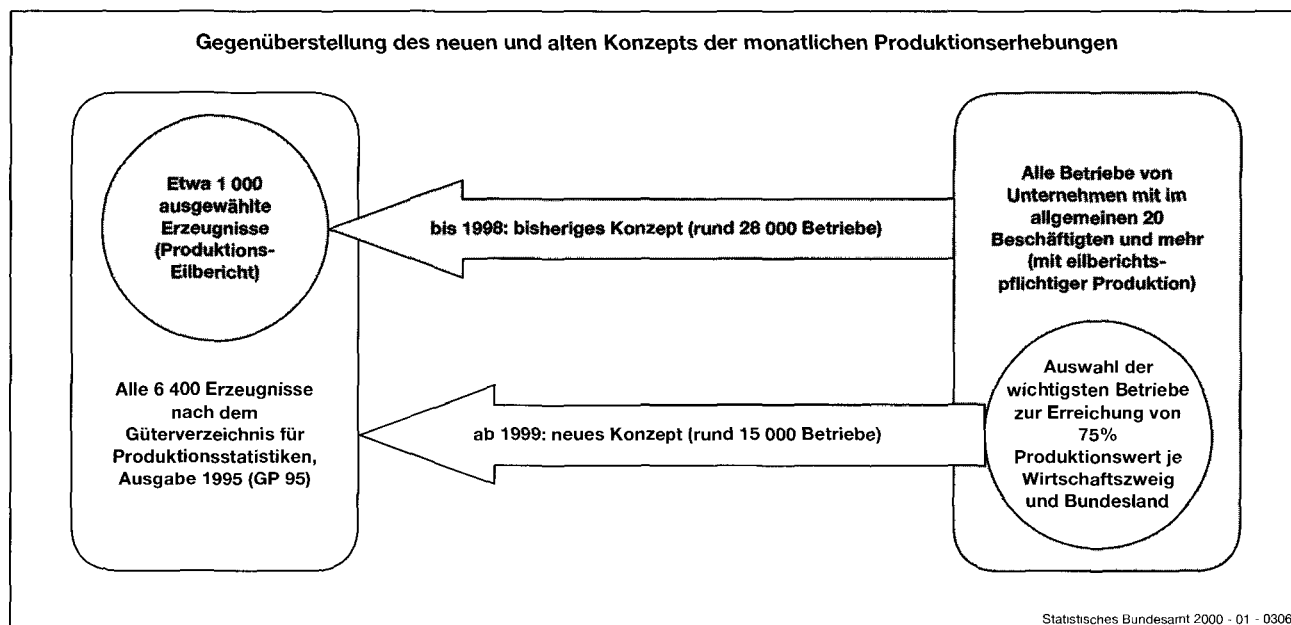 Gegenüberstellung des neuen und alten Konzepts der monatlichen Produktionserhebungen
Etwa 1 000
ausgewählte
Erzeugnisse
(Produktions-
Eilbericht)
bis 1998: bisheriges Konzept (rund 28 000 Betriebe)
Alle Betriebe von
Unternehmen mit im
allgemeinen 20
Beschäftigten und mehr
(mit eilberichts-
pflichtiger Produktion)
Alle 6 400 Erzeugnisse
nach dem
Güterverzeichnis für
Produktionsstatistiken,
Ausgabe 1995 (GP 95)
ab 1999: neues Konzept (rund 15 000 Betriebe)
Auswahl der
wichtigsten Betriebe
zur Erreichung von
75%
Produktionswert je
Wirtschaftszweig
und Bundesland
Statistisches Bundesamt 2000 - 01 - 0306